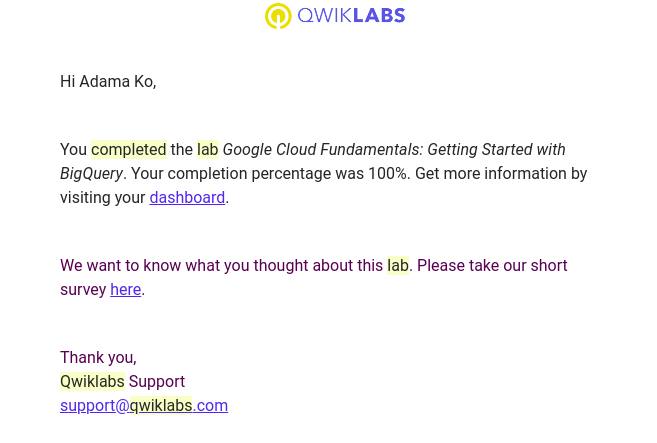 QWIKLABS
Hi Adama Ko,
You completed the lab Google Cloud Fundamentals: Getting Started with
BigQuery. Your completion percentage was 100%. Get more information by
visiting your dashboard.
We want to know what you thought about this lab. Please take our short
survey here.
Thank you,
Qwiklabs Support
support@qwiklabs.com